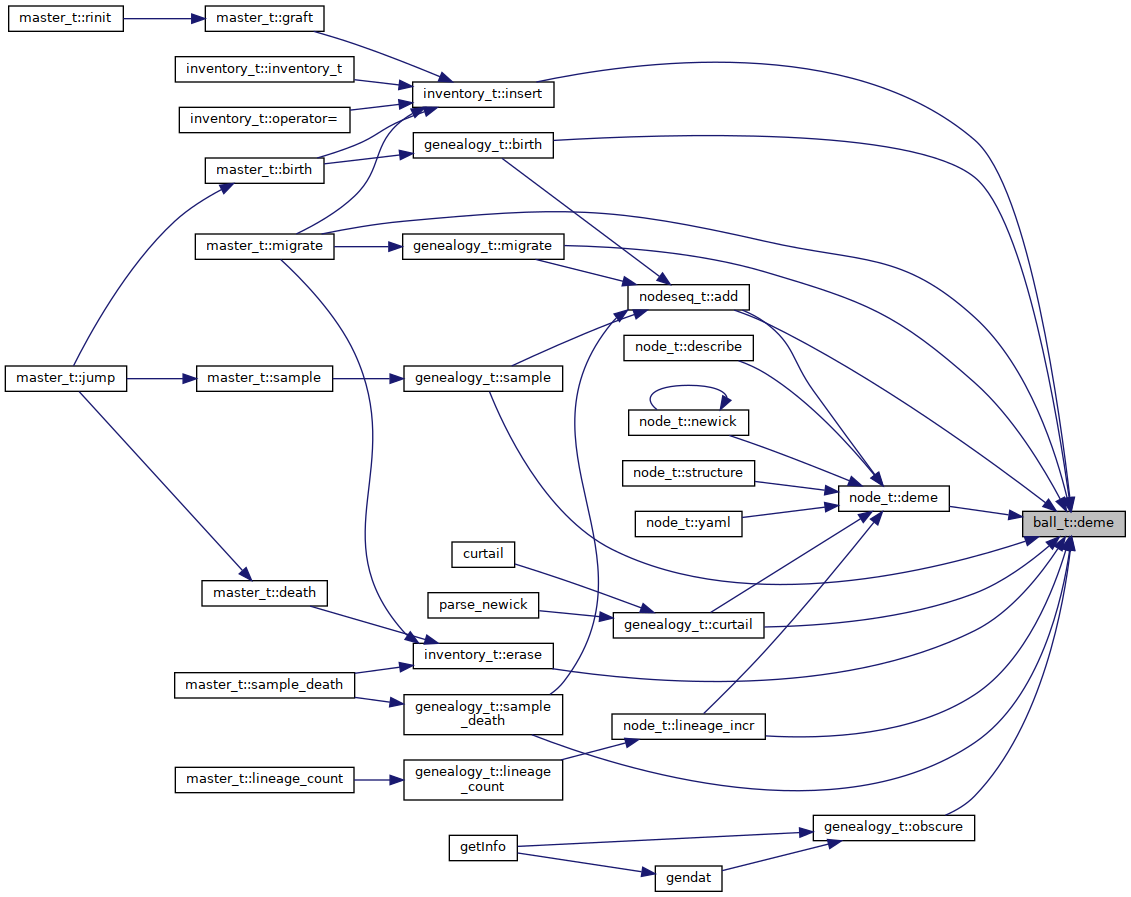 master_t::rinit
master_t::graft
inventory_t::inventory_t
inventory_t::insert
inventory_t::operator=
genealogy_t::birth
master_t::birth
master_t::migrate
genealogy_t::migrate
nodeseq_t::add
node_t::describe
master_t::jump
master_t::sample
genealogy_t::sample
node_t::newick
node_t::structure
node_t::deme
node_t::yaml
ball_t::deme
curtail
master_t::death
parse_newick
genealogy_t::curtail
inventory_t::erase
master_t::sample_death
genealogy_t::sample
_death
node_t::lineage_incr
master_t::lineage_count
genealogy_t::lineage
_count
genealogy_t::obscure
getInfo
gendat